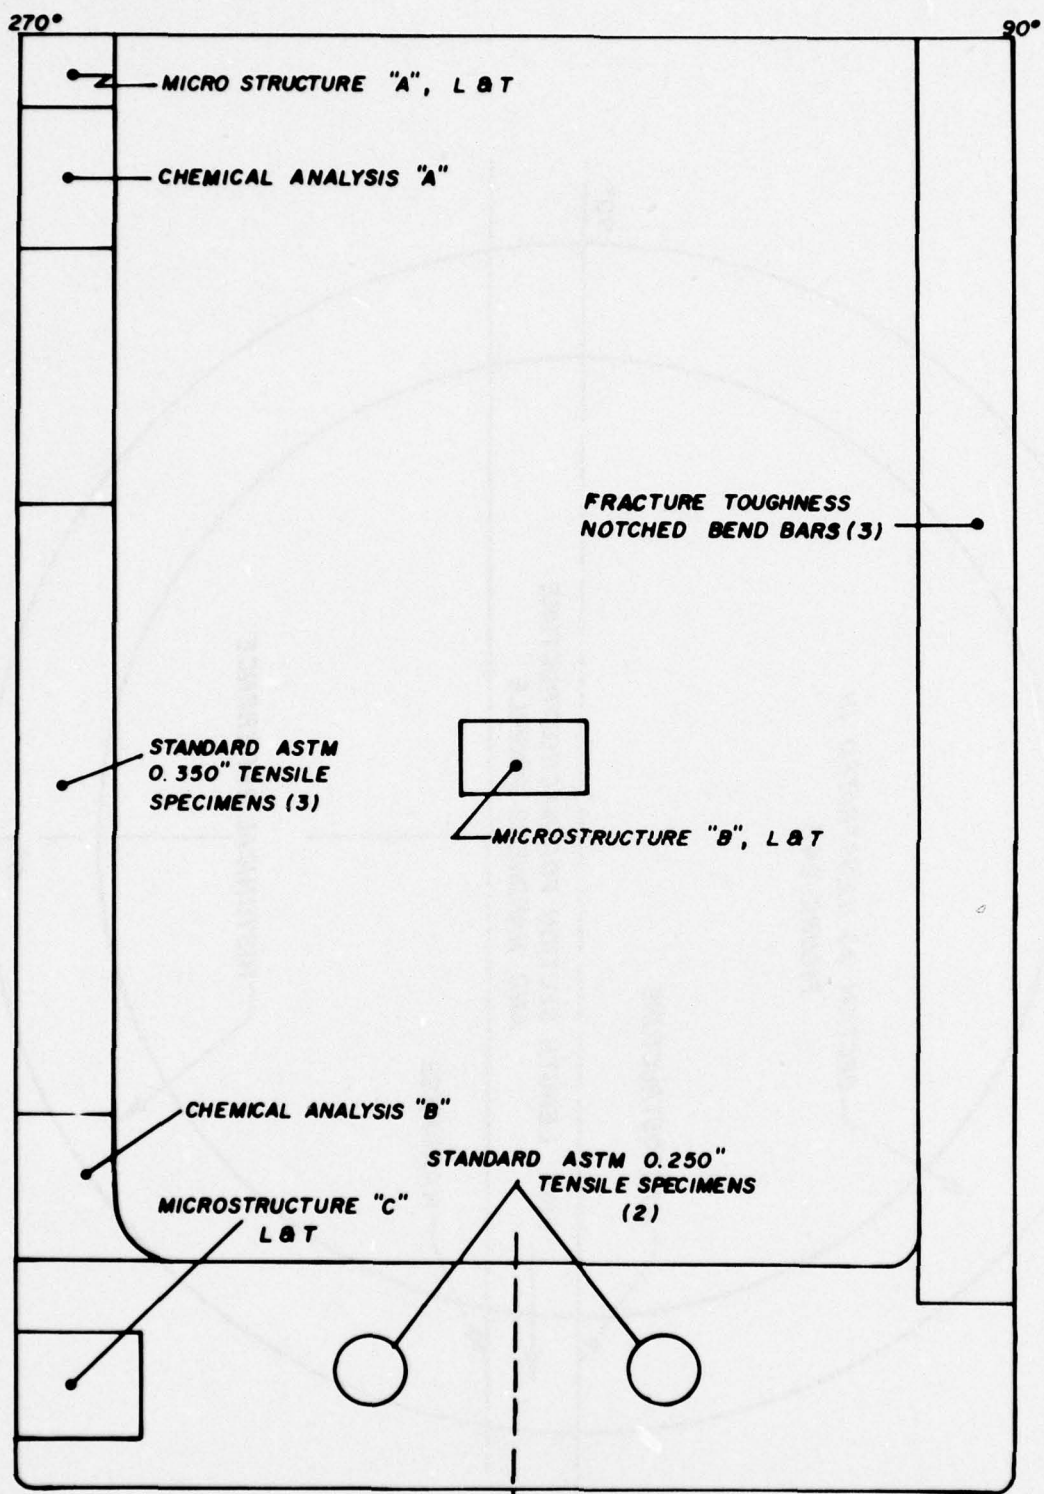 270°
90°
MICRO STRUCTURE "A", L & T
CHEMICAL ANALYSIS "A"
FRACTURE TOUGHNESS
NOTCHED BEND BARS (3)
STANDARD ASTM
0.350" TENSILE
SPECIMENS (3)
MICROSTRUCTURE "B", L & T
CHEMICAL ANALYSIS "B"
STANDARD ASTM 0.250"
TENSILE SPECIMENS
(2)
MICROSTRUCTURE "C"
L & T